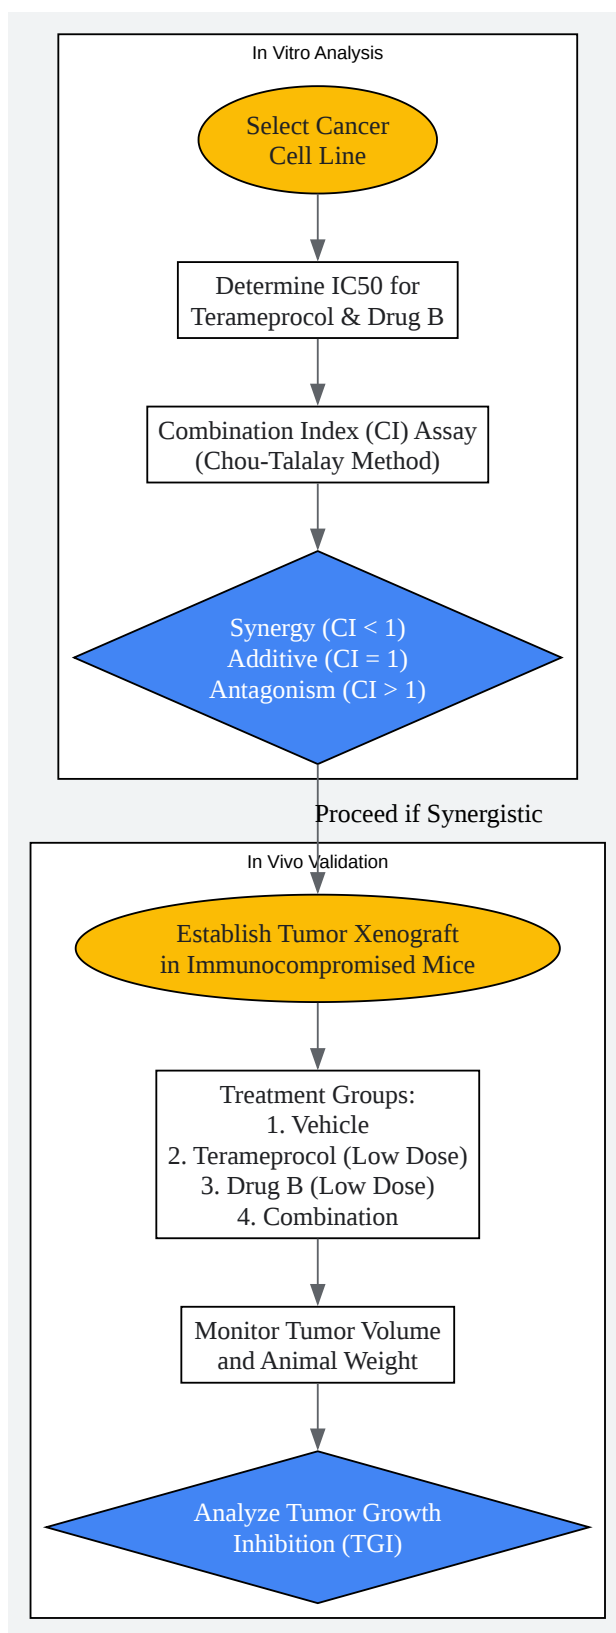 In Vitro Analysis
Select Cancer
Cell Line
Determine IC50 for
Terameprocol & Drug B
Combination Index (CI) Assay
(Chou-Talalay Method)
Synergy (CI < 1)
Additive (CI = 1)
Antagonism (CI > 1)
Proceed if Synergistic
In Vivo Validation
Establish Tumor Xenograft
in Immunocompromised Mice
Treatment Groups:
1. Vehicle
2. Terameprocol (Low Dose)
3. Drug B (Low Dose)
4. Combination
Monitor Tumor Volume
and Animal Weight
Analyze Tumor Growth
Inhibition (TGI)